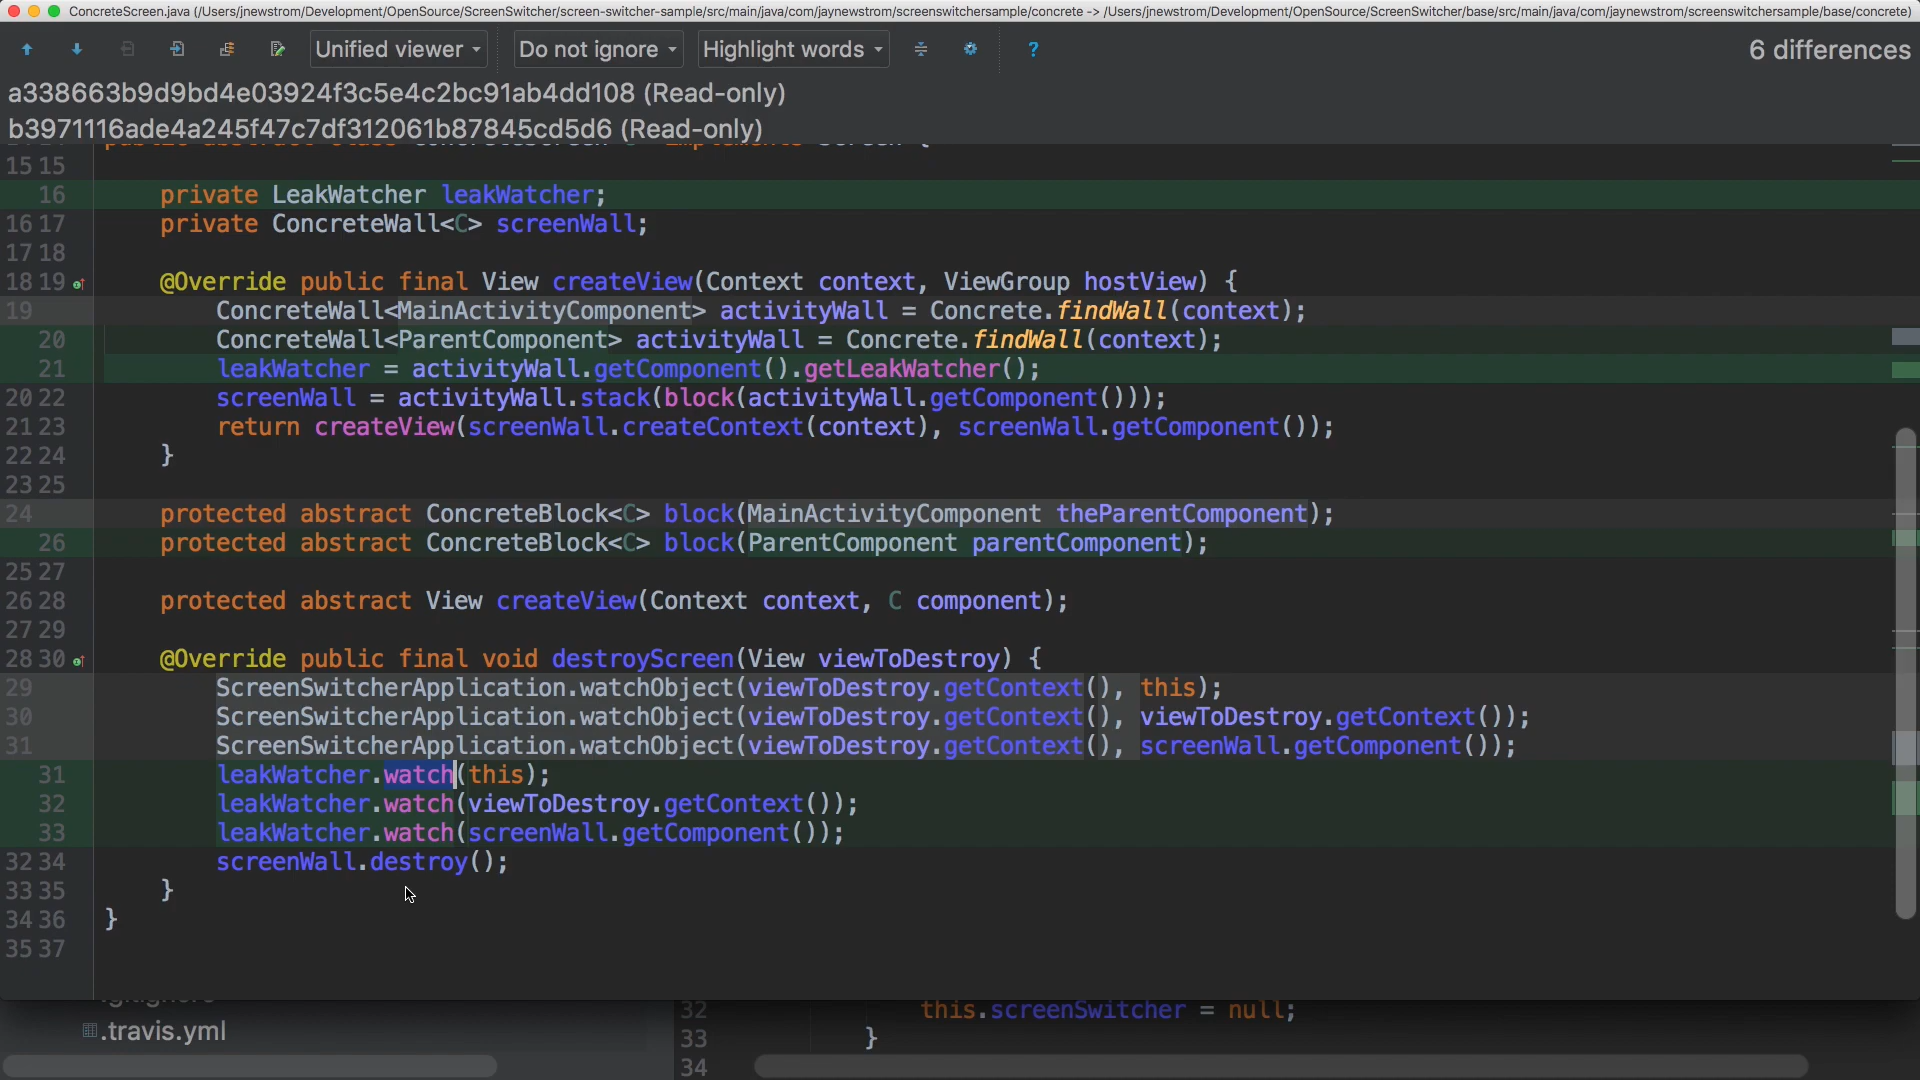 ConcreteScreen.java (/Users/jnewstrom/Development/OpenSource/ScreenSwitcher/screen-switcher-sample/src/main/java/com/jaynewstrom/screenswitchersample/concrete -> /Users/jnewstrom/Development/OpenSource/ScreenSwitcher/base/src/main/java/com/jaynewstrom/screenswitchersample/base/concrete)
Unified viewer Do not ignore Highlight words ? 6 differences
a338663b9d9bd4e03924f3c5e4c2bc91ab4dd108 (Read-only)
b3971116ade4a245f47c7df312061b87845cd5d6 (Read-only)
15 15
16 private LeakWatcher leakWatcher;
16 17 private ConcreteWall<C> screenWall;
17 18
18 19 @Override public final View createView(Context context, ViewGroup hostView) {
19 ConcreteWall<MainActivityComponent> activityWall = Concrete.findWall(context);
20 ConcreteWall<ParentComponent> activityWall = Concrete.findWall(context);
21 leakWatcher = activityWall.getComponent().getLeakWatcher();
20 22 screenWall = activityWall.stack(block(activityWall.getComponent()));
21 23 return createView(screenWall.createContext(context), screenWall.getComponent());
22 24 }
23 25
24 protected abstract ConcreteBlock<C> block(MainActivityComponent theParentComponent);
26 protected abstract ConcreteBlock<C> block(ParentComponent parentComponent);
25 27
26 28 protected abstract View createView(Context context, C component);
27 29
28 30 @Override public final void destroyScreen(View viewToDestroy) {
29 ScreenSwitcherApplication.watchObject(viewToDestroy.getContext(), this);
30 ScreenSwitcherApplication.watchObject(viewToDestroy.getContext(), viewToDestroy.getContext());
31 ScreenSwitcherApplication.watchObject(viewToDestroy.getContext(), screenWall.getComponent());
31 leakWatcher.watch(this);
32 leakWatcher.watch(viewToDestroy.getContext());
33 leakWatcher.watch(screenWall.getComponent());
32 34 screenWall.destroy();
33 35 }
34 36 }
35 37
.travis.yml
32 this.screenSwitcher = null;
33 }
34